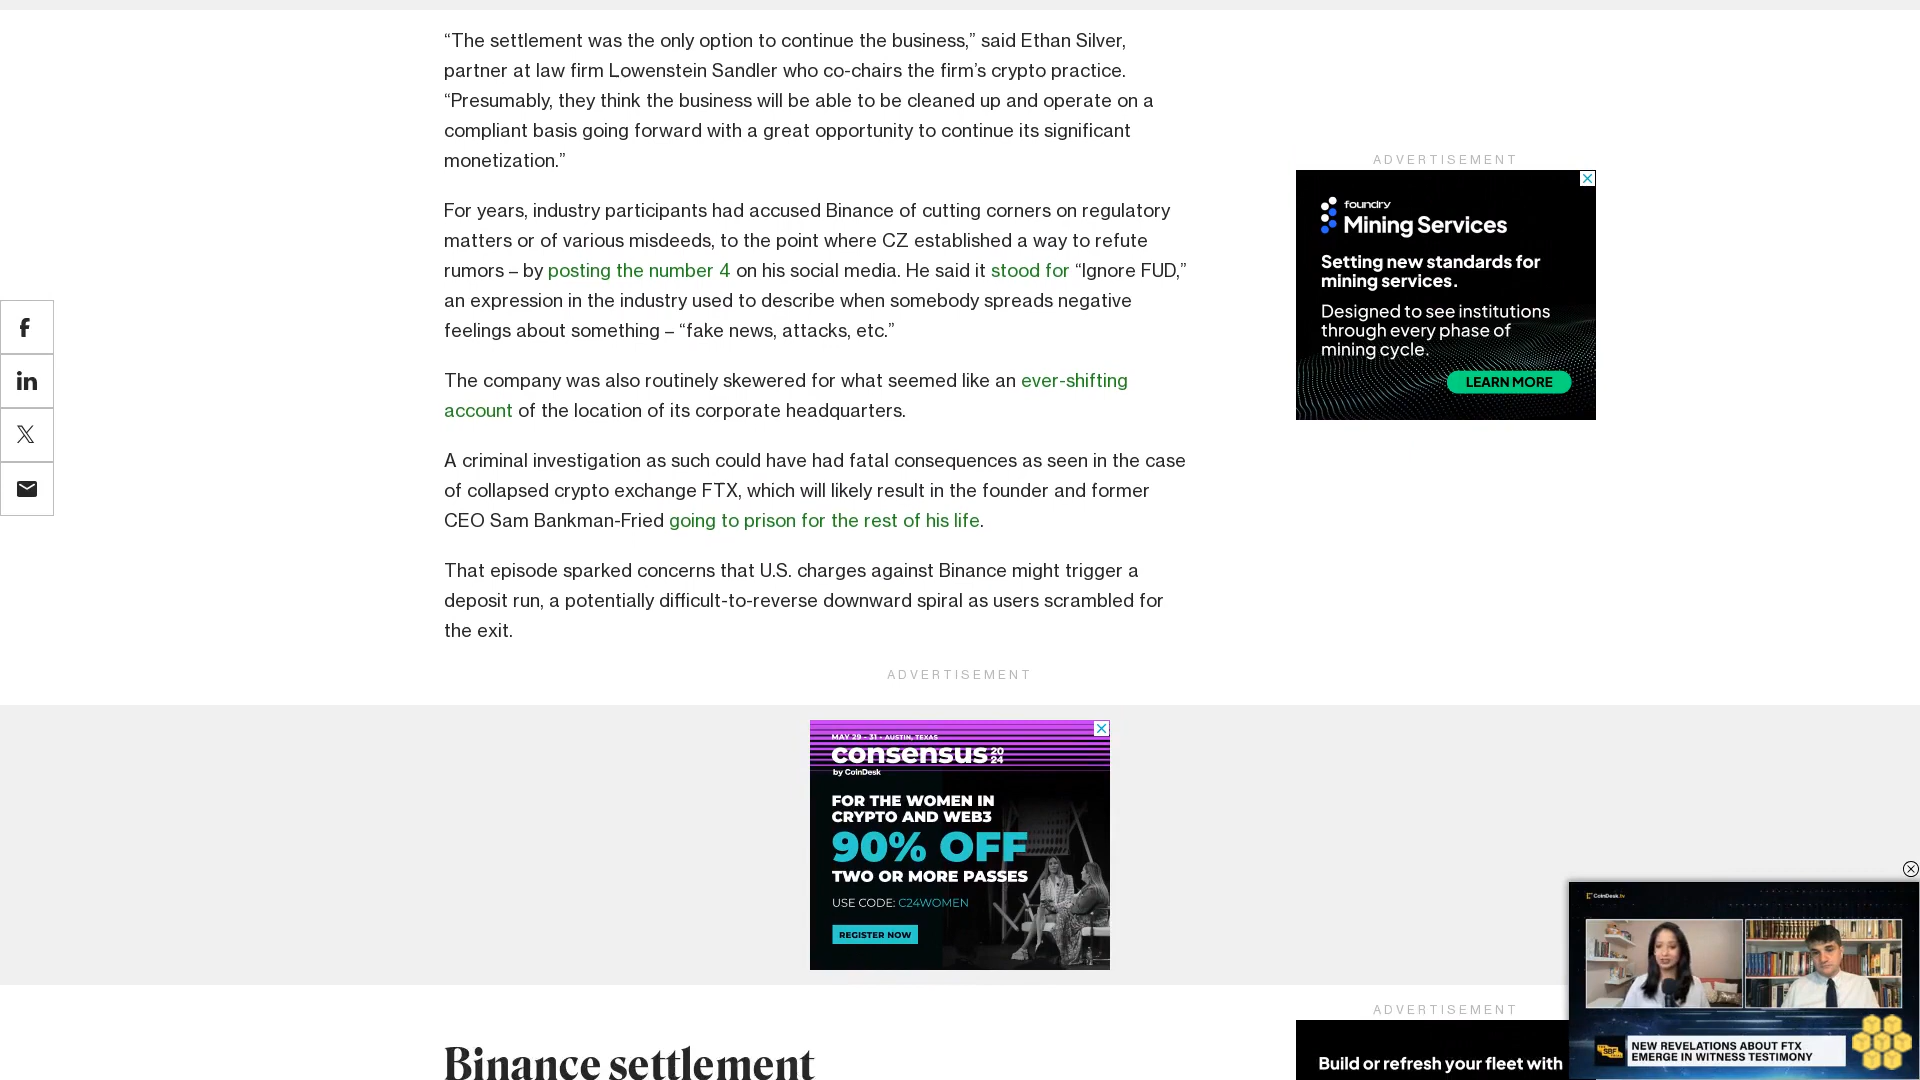 “The settlement was the only option to continue the business,” said Ethan Silver,
partner at law firm Lowenstein Sandler who co-chairs the firm’s crypto practice.
“Presumably, they think the business will be able to be cleaned up and operate on a
compliant basis going forward with a great opportunity to continue its significant
monetization.”
For years, industry participants had accused Binance of cutting corners on regulatory
matters or of various misdeeds, to the point where CZ established a way to refute
rumors – by posting the number 4 on his social media. He said it stood for “Ignore FUD,”
an expression in the industry used to describe when somebody spreads negative
feelings about something – “fake news, attacks, etc.”
The company was also routinely skewered for what seemed like an ever-shifting
account of the location of its corporate headquarters.
A criminal investigation as such could have had fatal consequences as seen in the case
of collapsed crypto exchange FTX, which will likely result in the founder and former
CEO Sam Bankman-Fried going to prison for the rest of his life.
That episode sparked concerns that U.S. charges against Binance might trigger a
deposit run, a potentially difficult-to-reverse downward spiral as users scrambled for
the exit.
ADVERTISEMENT
foundry
Mining Services
Setting new standards for
mining services.
Designed to see institutions
through every phase of
mining cycle.
LEARN MORE
ADVERTISEMENT
MAY 29 - 31 • AUSTIN, TEXAS
consensus 20
24
by CoinDesk
FOR THE WOMEN IN
CRYPTO AND WEB3
90% OFF
TWO OR MORE PASSES
USE CODE: C24WOMEN
REGISTER NOW
Binance settlement
ADVERTISEMENT
Build or refresh your fleet with
CoinDesk.tv
SBF
NEW REVELATIONS ABOUT FTX
EMERGE IN WITNESS TESTIMONY